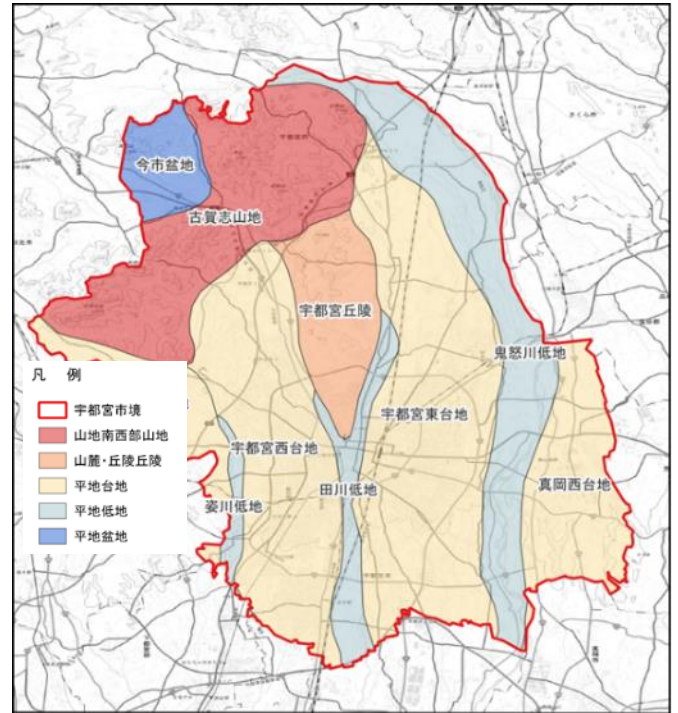 今市盆地
古賀志山地
宇都宮丘陵
鬼怒川低地
宇都宮東台地
宇都宮西台地
田川低地
真岡西台地
姿川低地
凡 例
宇都宮市境
山地南西部山地
山麓・丘陵丘陵
平地台地
平地低地
平地盆地